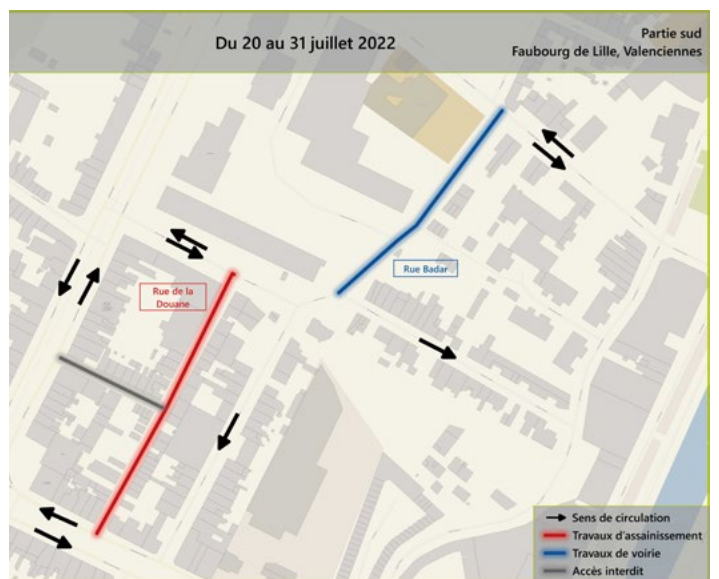 Du 20 au 31 juillet 2022
Partie sud
Faubourg de Lille, Valenciennes
Rue Badar
Rue de la
Douane
Sens de circulation
Travaux d'assainissement
Travaux de voirie
Accès interdit